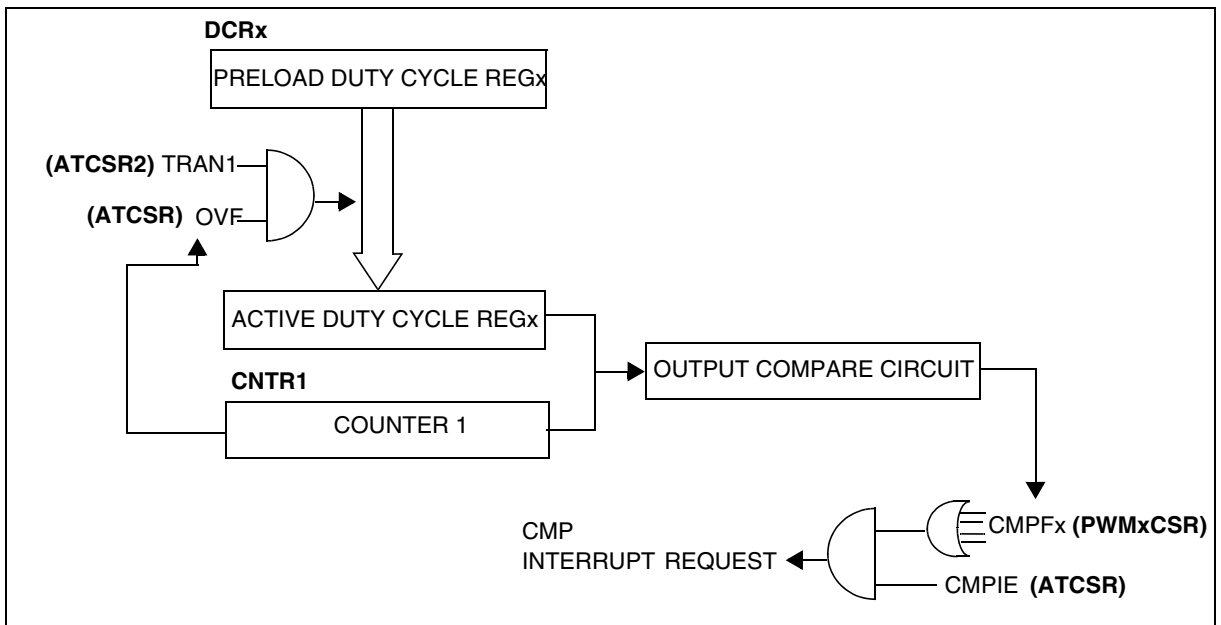 DCRx
PRELOAD DUTY CYCLE REGx
(ATCSR2) TRAN1
(ATCSR) OVF
ACTIVE DUTY CYCLE REGx
CNTR1
COUNTER 1
OUTPUT COMPARE CIRCUIT
CMPFx (PWMxCSR)
CMP
INTERRUPT REQUEST
CMPIE (ATCSR)